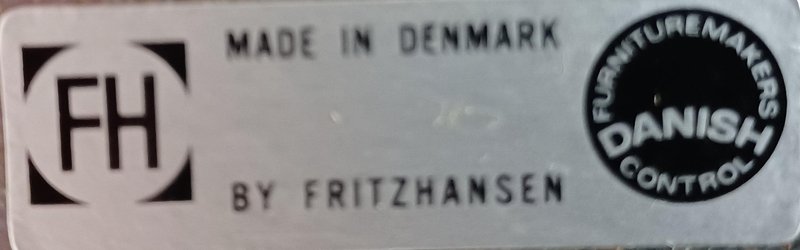 FH
MADE IN DENMARK
BY FRITZHANSEN
FURNITUREMAKERS
DANISH
CONTROL